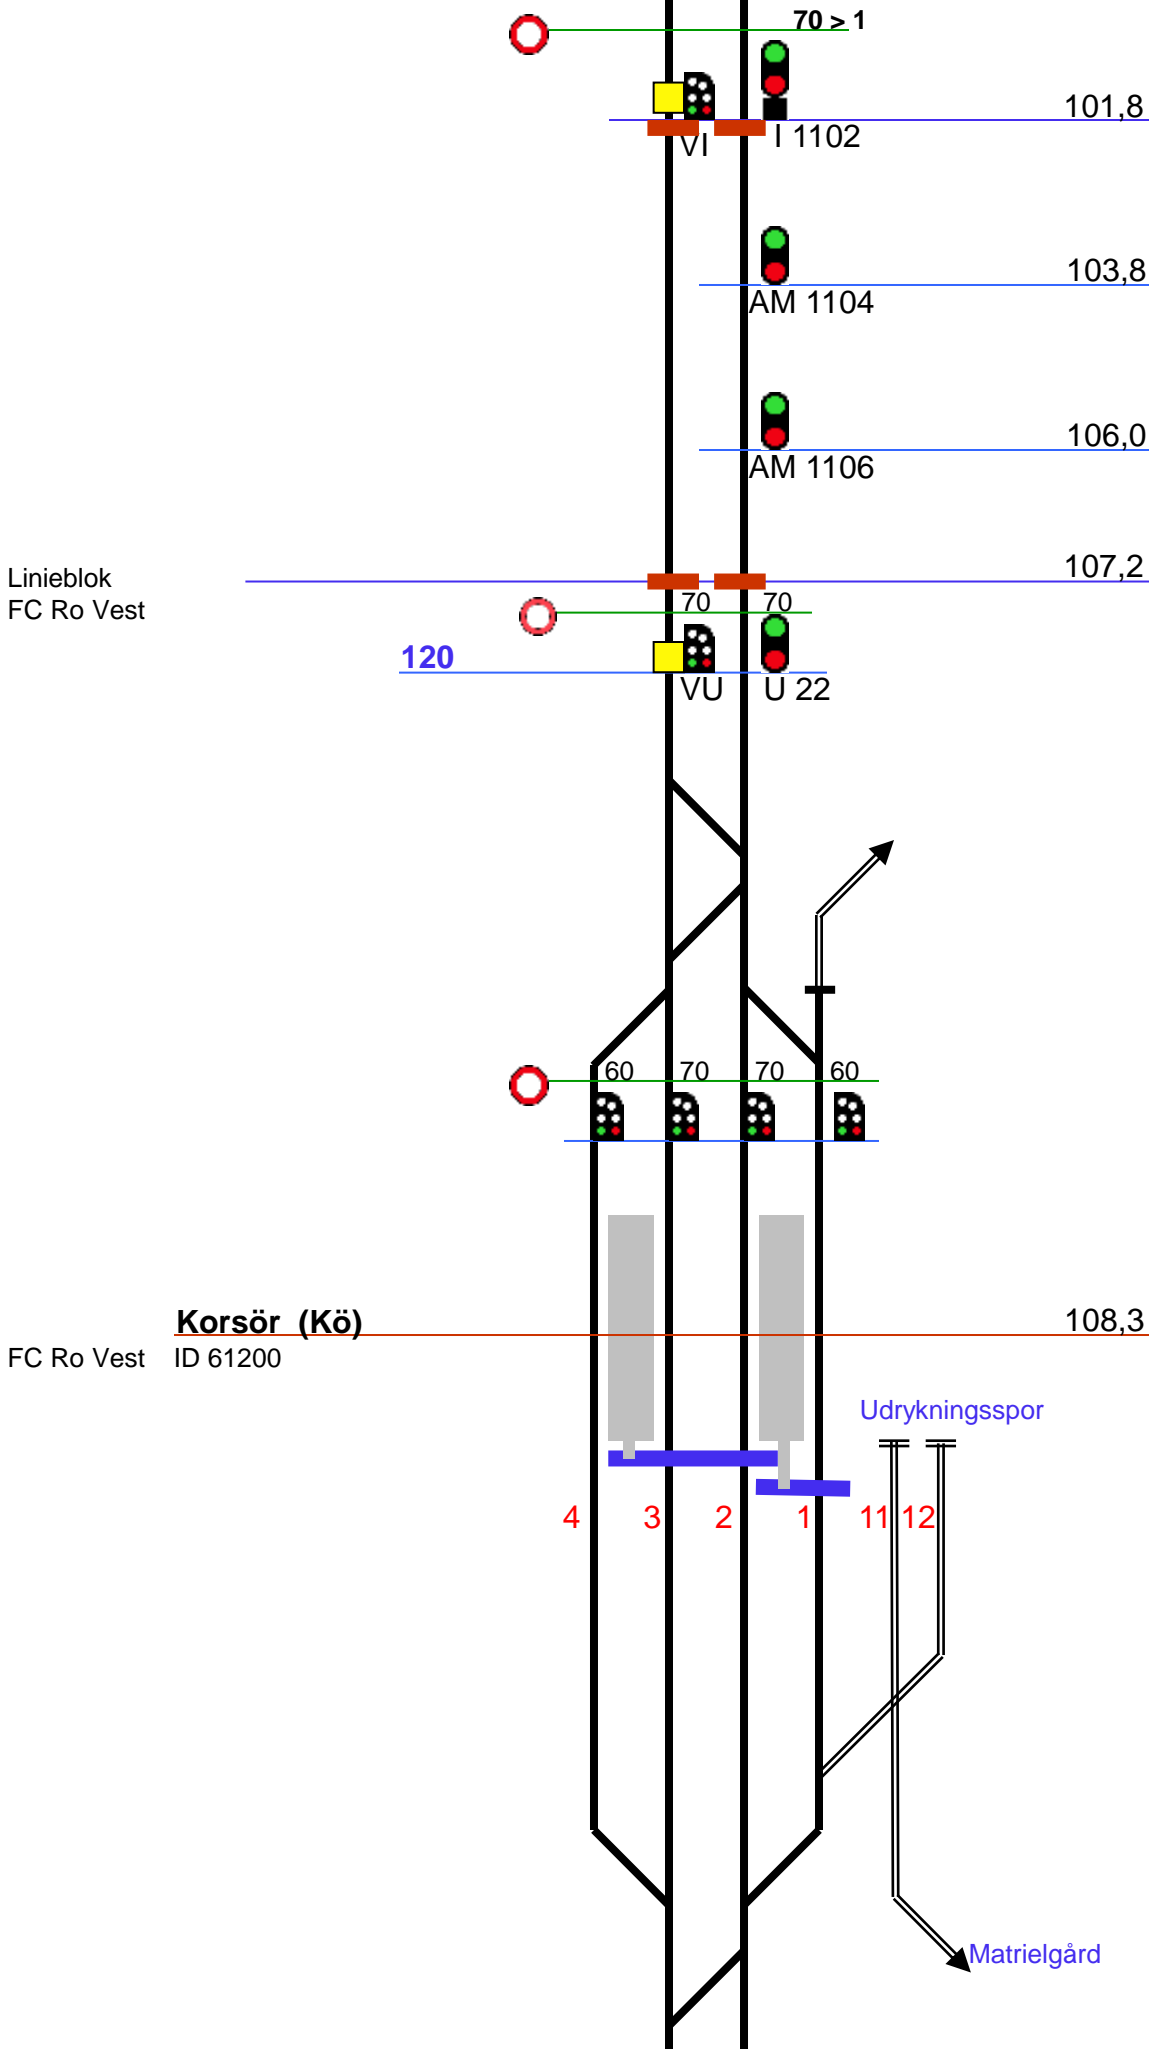 70 > 1
101,8
VI I 1102
103,8
AM 1104
106,0
AM 1106
107,2
Linieblok
FC Ro Vest
70 70
120
VU U 22
60 70 70 60
Korsör (Kö)
108,3
FC Ro Vest ID 61200
Udrykningsspor
4 3 2 1 11 12
Matrielgård